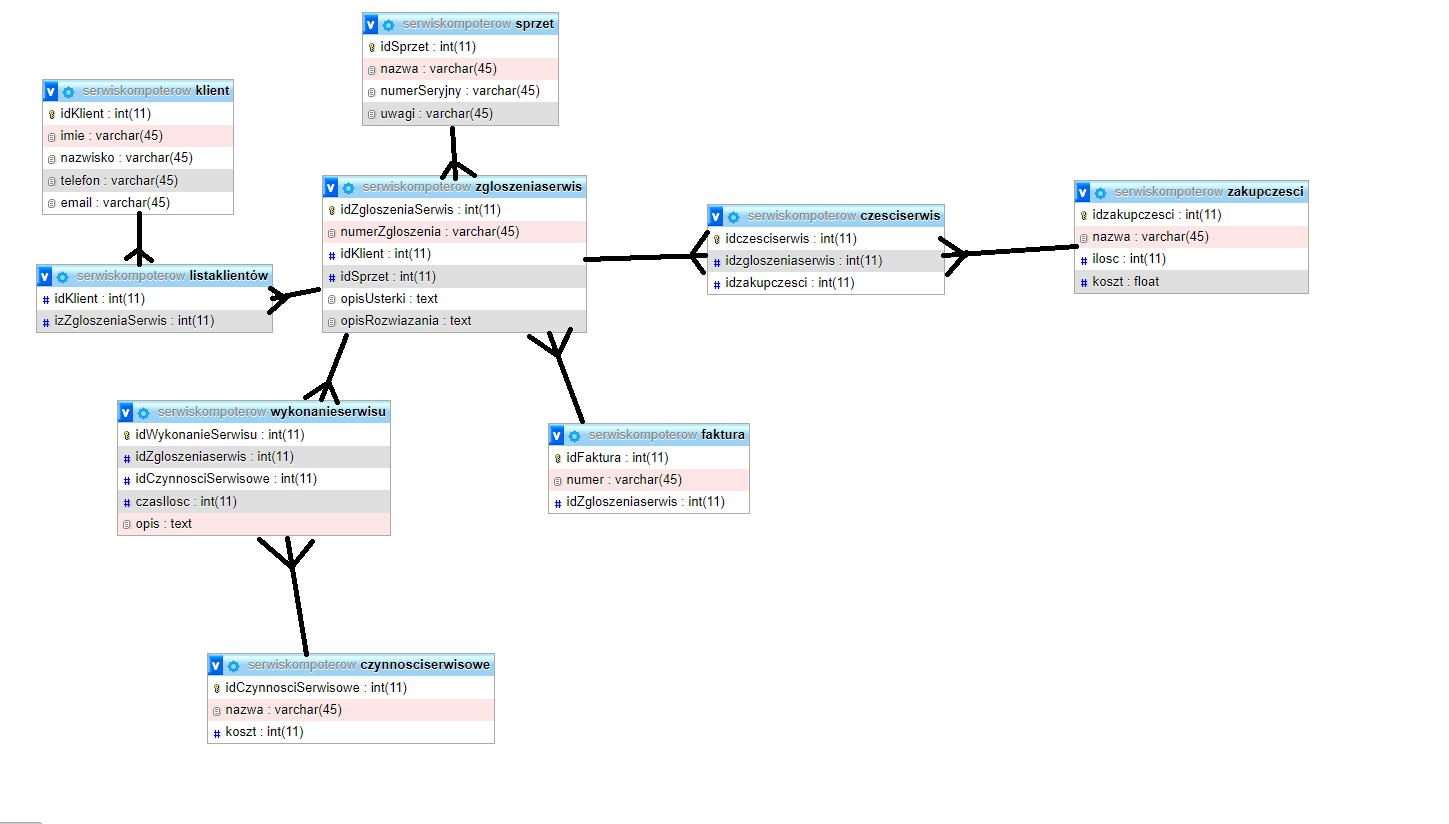 serwiskompoterow sprzet
idSprzet : int(11)
nazwa : varchar(45)
numerSeryjny : varchar(45)
uwagi : varchar(45)
v serwiskompoterow klient
idKlient : int(11)
imie : varchar(45)
nazwisko : varchar(45)
telefon : varchar(45)
email : varchar(45)
v serwiskompoterow zgloszeniaserwis
idZgloszeniaSerwis : int(11)
numerZgloszenia : varchar(45)
# idKlient : int(11)
# idSprzet : int(11)
opisUsterki : text
opisRozwiazania : text
v serwiskompoterow listaklientów
# idKlient : int(11)
# izZgloszeniaSerwis : int(11)
v serwiskompoterow czesciserwis
idczesciserwis : int(11)
# idzgloszeniaserwis : int(11)
# idzakupczesci : int(11)
v serwiskompoterow zakupczesci
idzakupczesci : int(11)
nazwa : varchar(45)
# ilosc : int(11)
# koszt : float
v serwiskompoterow wykonanieserwisu
idWykonanieSerwisu : int(11)
# idZgloszeniaserwis : int(11)
# idCzynnosciSerwisowe : int(11)
# czasIlosc : int(11)
opis : text
v serwiskompoterow faktura
idFaktura : int(11)
numer : varchar(45)
# idZgloszeniaserwis : int(11)
v serwiskompoterow czynnosciserwisowe
idCzynnosciSerwisowe : int(11)
nazwa : varchar(45)
# koszt : int(11)